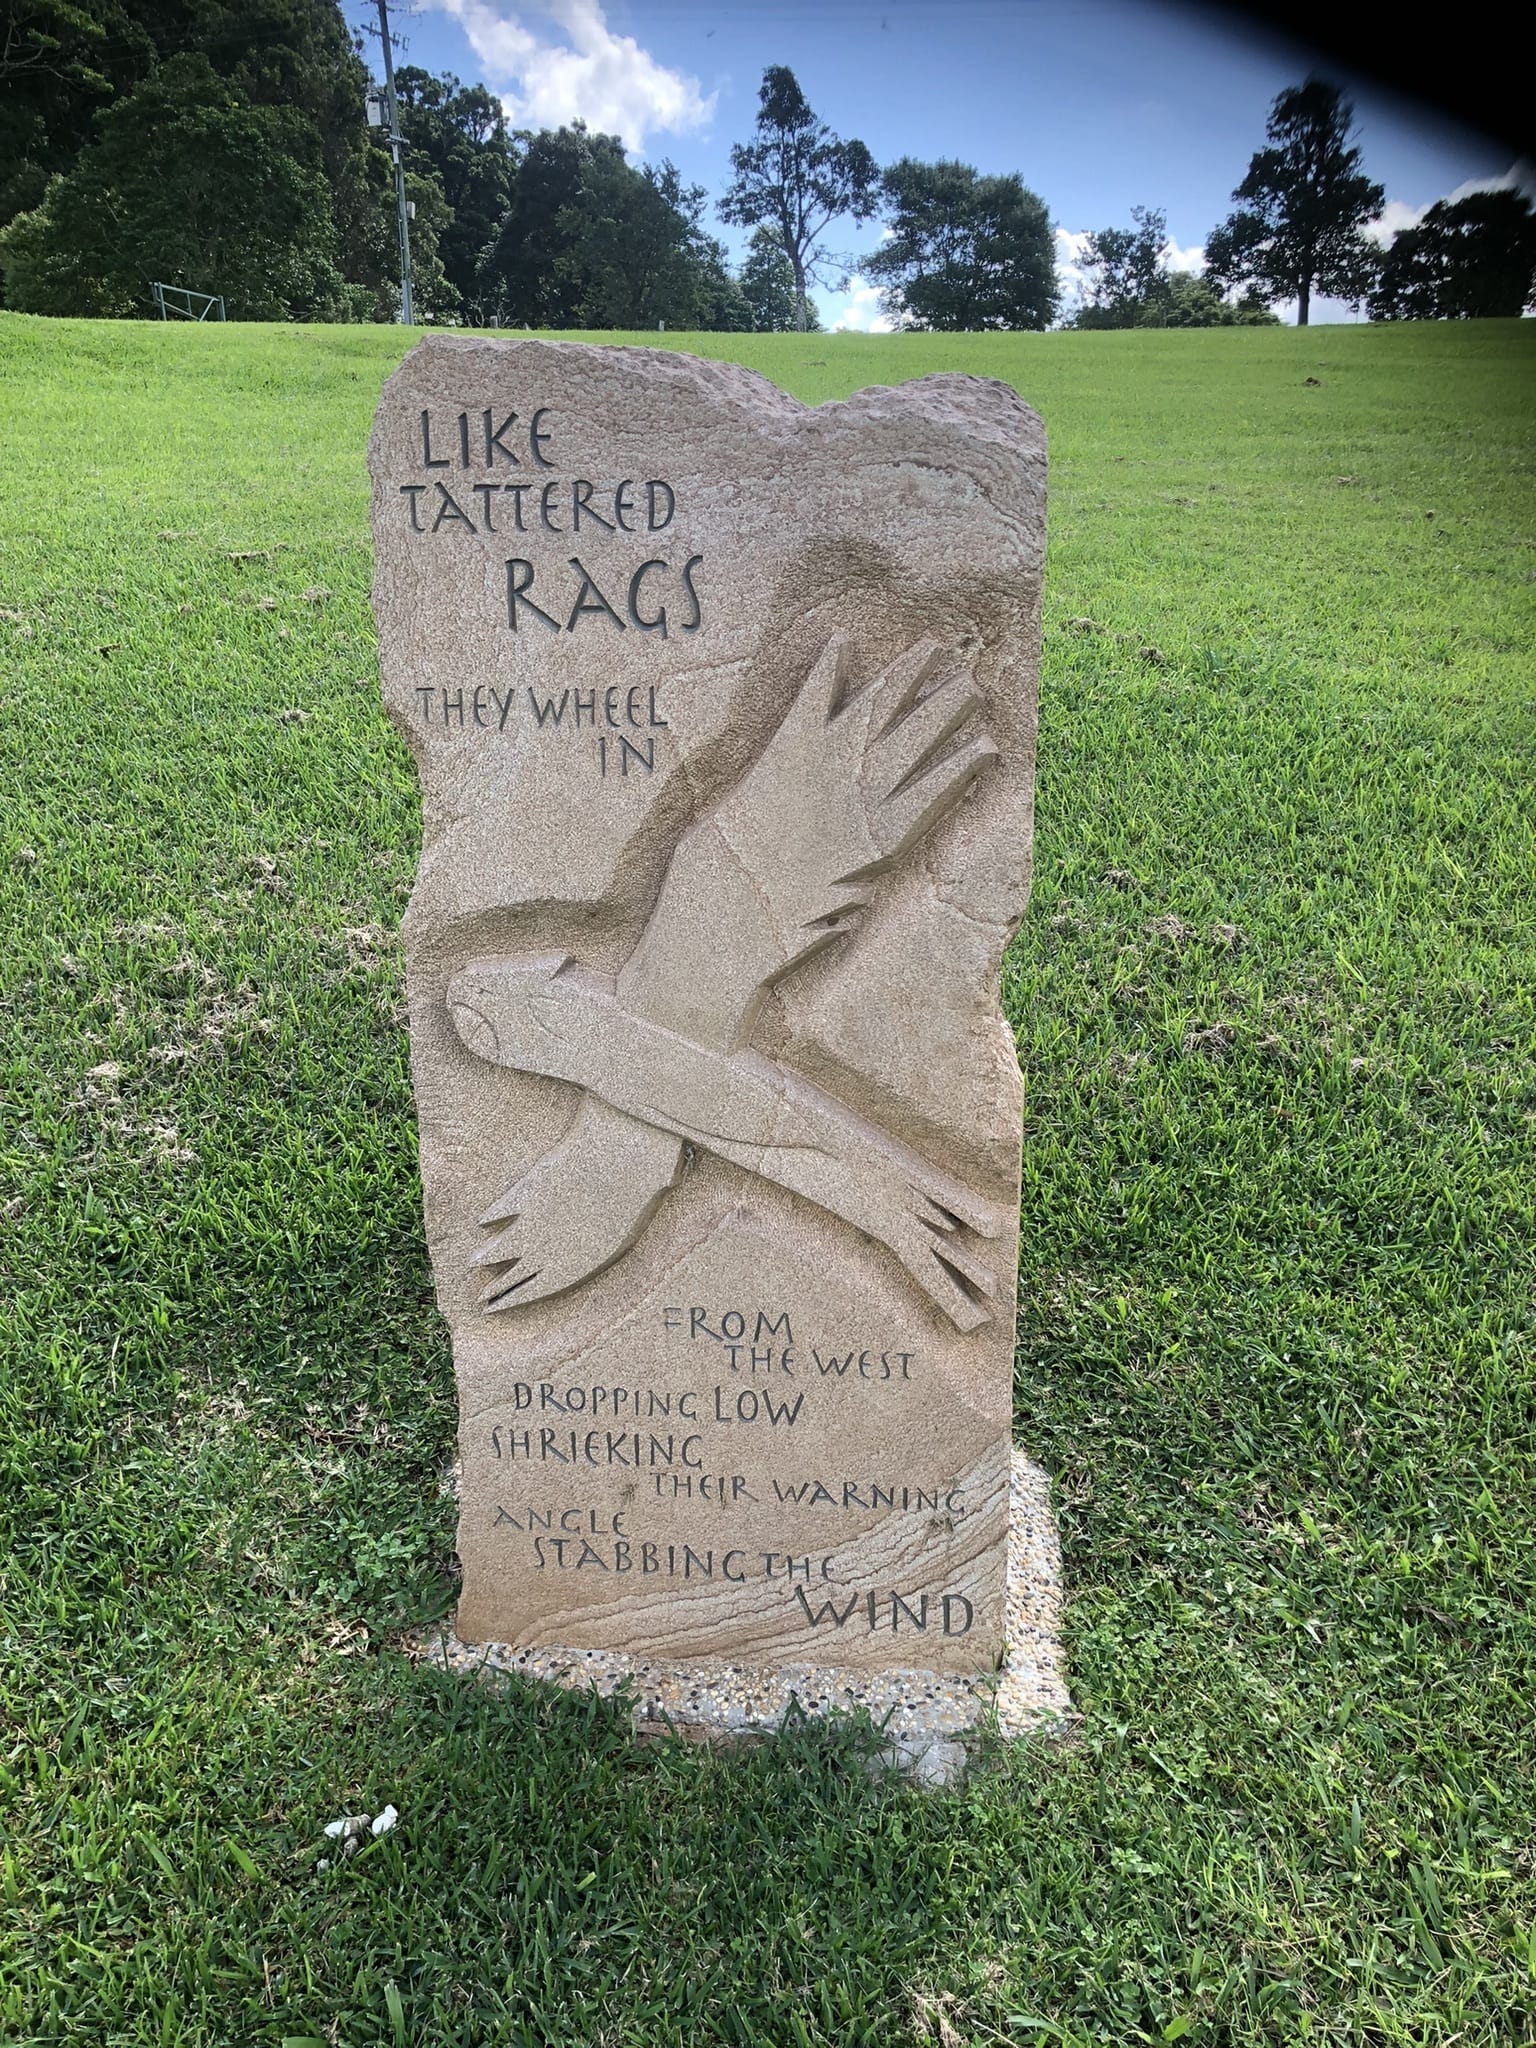 LIKE
TATTERED
RAGS
THEY WHEEL
IN
FROM
THE WEST
DROPPING LOW
SHRIEKING
THEIR WARNING
ANGLE
STABBING THE
WIND